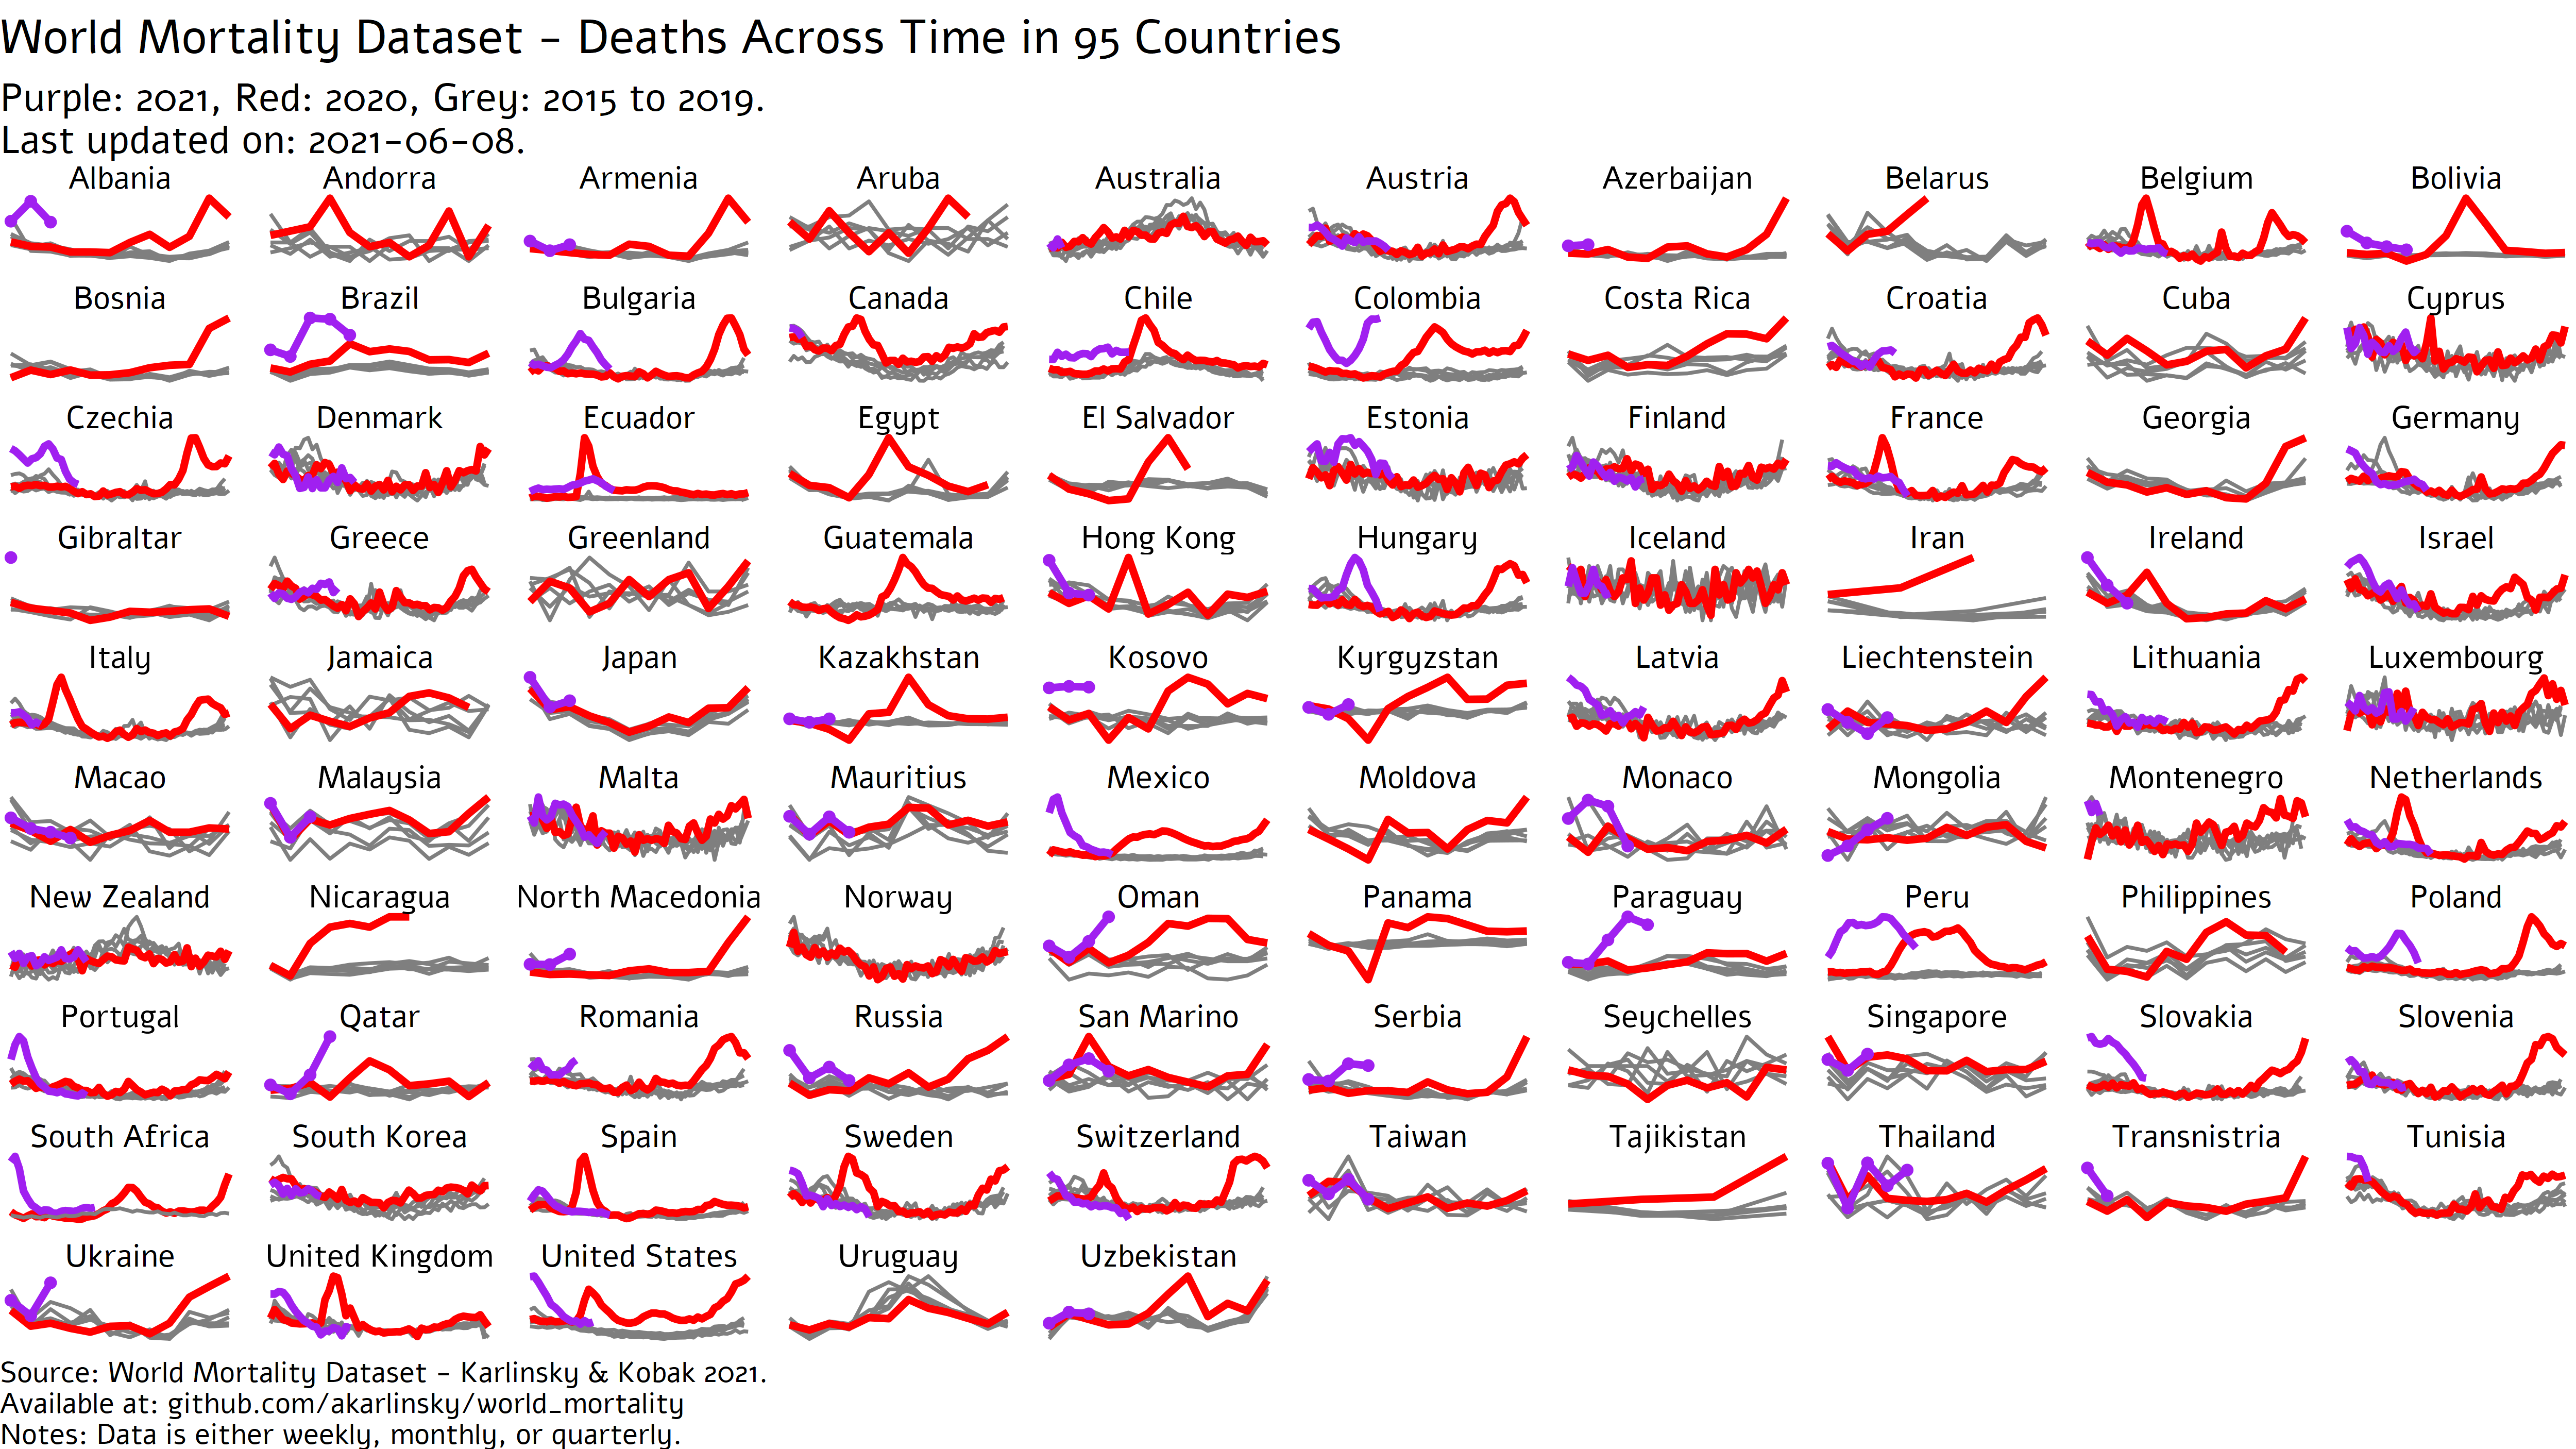 World Mortality Dataset - Deaths Across Time in 95 Countries
Purple: 2021, Red: 2020, Grey: 2015 to 2019.
Last updated on: 2021-06-08.
Albania Andorra Armenia Aruba Australia Austria Azerbaijan Belarus Belgium Bolivia
Bosnia Brazil Bulgaria Canada Chile Colombia Costa Rica Croatia Cuba Cyprus
Czechia Denmark Ecuador Egypt El Salvador Estonia Finland France Georgia Germany
Gibraltar Greece Greenland Guatemala Hong Kong Hungary Iceland Iran Ireland Israel
Italy Jamaica Japan Kazakhstan Kosovo Kyrgyzstan Latvia Liechtenstein Lithuania Luxembourg
Macao Malaysia Malta Mauritius Mexico Moldova Monaco Mongolia Montenegro Netherlands
New Zealand Nicaragua North Macedonia Norway Oman Panama Paraguay Peru Philippines Poland
Portugal Qatar Romania Russia San Marino Serbia Seychelles Singapore Slovakia Slovenia
South Africa South Korea Spain Sweden Switzerland Taiwan Tajikistan Thailand Transnistria Tunisia
Ukraine United Kingdom United States Uruguay Uzbekistan
Source: World Mortality Dataset - Karlinsky & Kobak 2021.
Available at: github.com/akarlinsky/world_mortality
Notes: Data is either weekly, monthly, or quarterly.